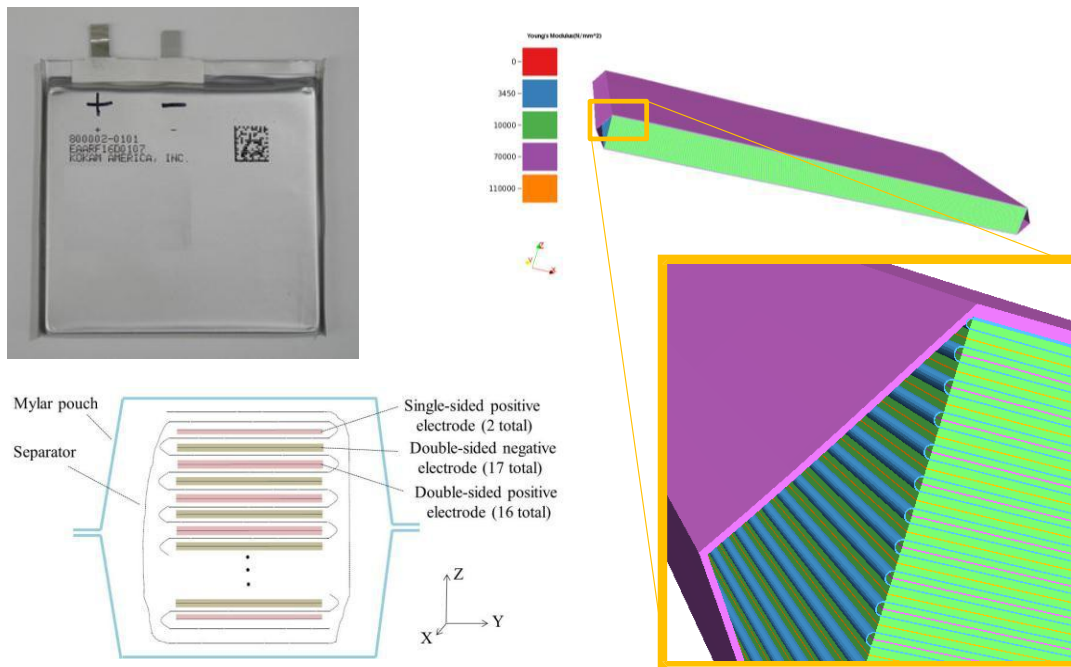 + −
+ -
800002-0101
EAARF16D0107
KOKAM AMERICA, INC.
Young's Modulus(N/mm^2)
0
3450
10000
70000
110000
Z
Y
X
Mylar pouch
Separator
Single-sided positive
electrode (2 total)
Double-sided negative
electrode (17 total)
Double-sided positive
electrode (16 total)
Z
Y
X